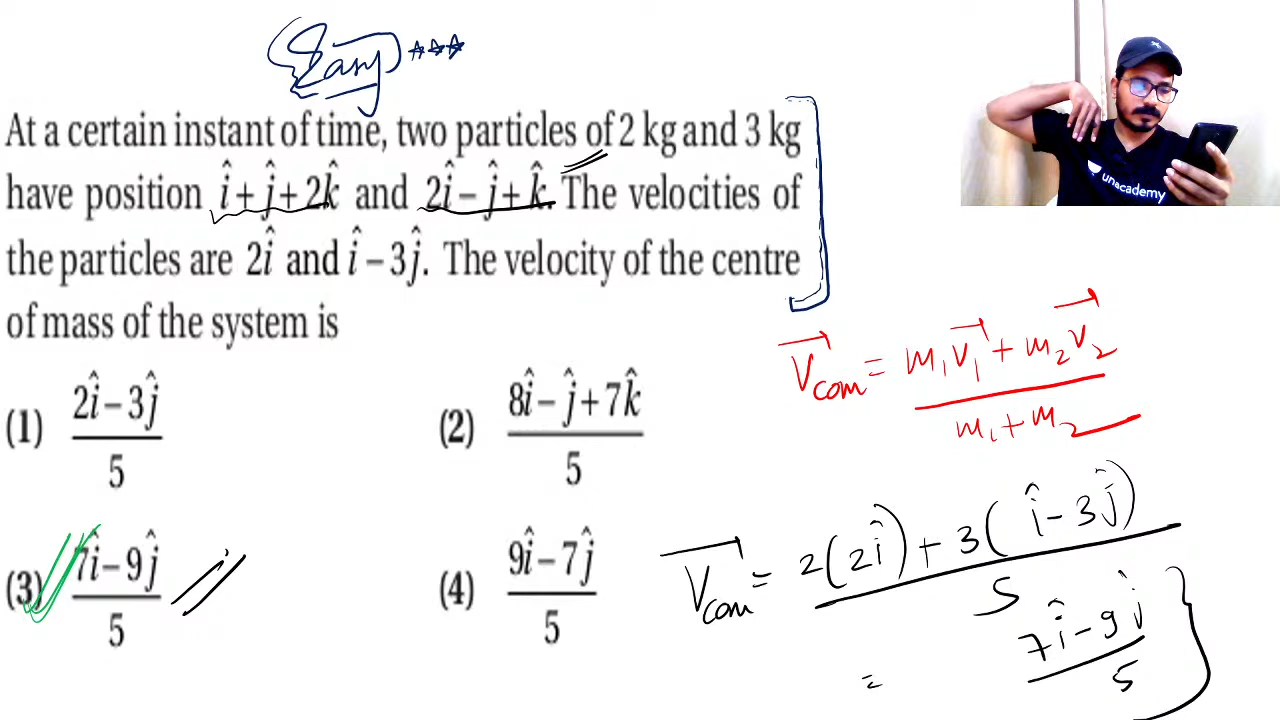 Easy ***
At a certain instant of time, two particles of 2 kg and 3 kg
have position î + ĵ + 2k̂ and 2î − ĵ + k̂. The velocities of
the particles are 2î and î − 3ĵ. The velocity of the centre
of mass of the system is
(1) (2î − 3ĵ)/5
(2) (8î − ĵ + 7k̂)/5
(3) (7î − 9ĵ)/5
(4) (9î − 7ĵ)/5
V⃗com = (m₁v⃗₁ + m₂v⃗₂)/(m₁ + m₂)
V⃗com = (2(2î) + 3(î − 3ĵ))/5
= (7î − 9ĵ)/5
unacademy